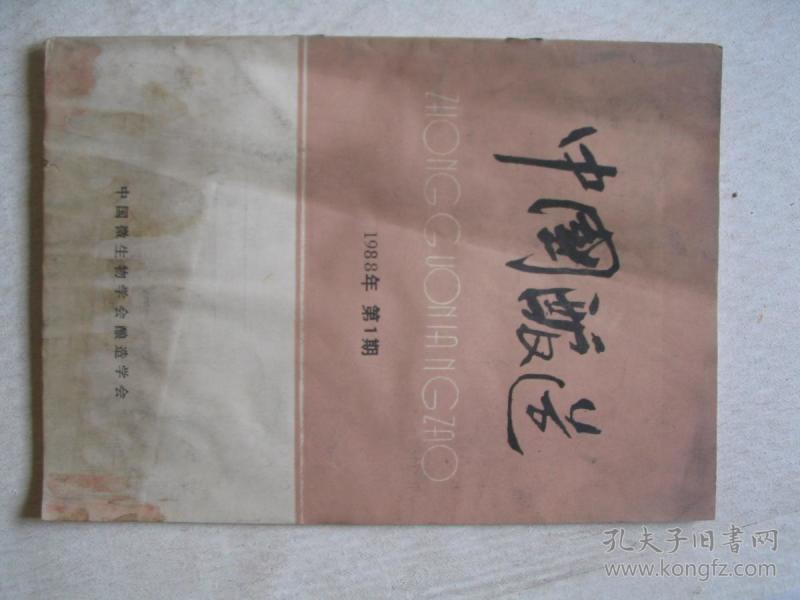 中國酿造
ZHONG GUO NIANG ZAO
1988年 第1期
中国微生物学会酿造学会
孔夫子旧书网
www.kongfz.com